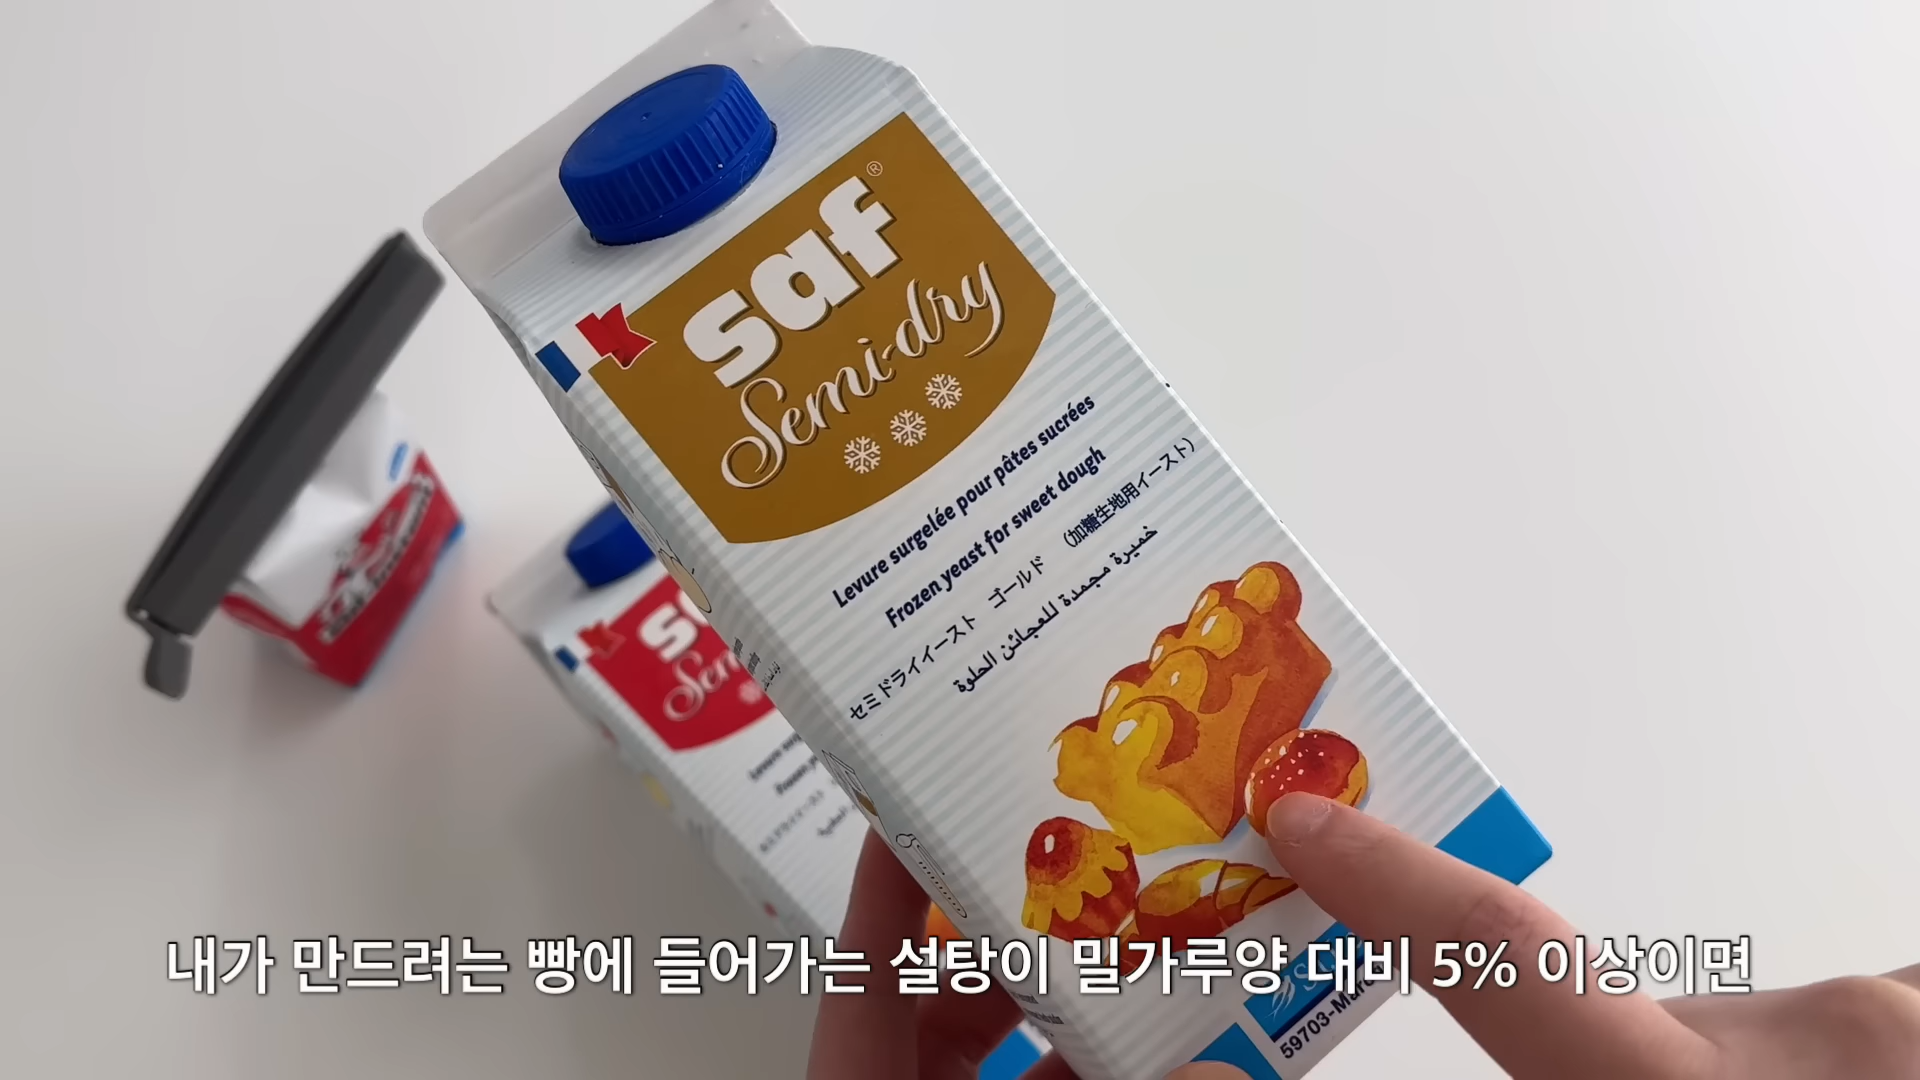 saf®
Semi-dry
Levure surgelée pour pâtes sucrées
Frozen yeast for sweet dough
セミドライイースト ゴールド (加糖生地用イースト)
خميرة مجمدة للعجائن الحلوة
59703-Marc
내가 만드려는 빵에 들어가는 설탕이 밀가루양 대비 5% 이상이면